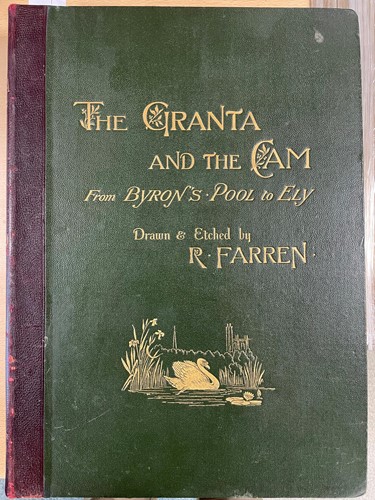 THE GRANTA
AND THE CAM
From BYRON'S · POOL to ELY
Drawn & Etched by
R · FARREN ·